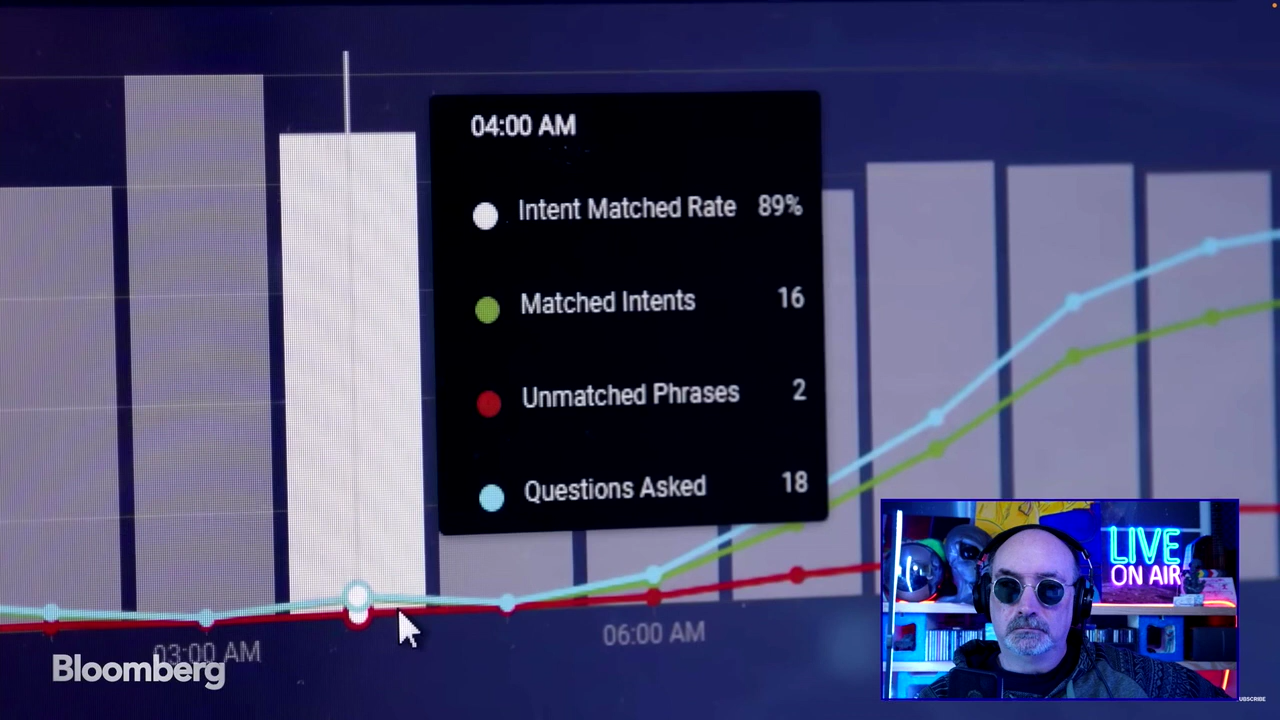 04:00 AM
Intent Matched Rate 89%
Matched Intents 16
Unmatched Phrases 2
Questions Asked 18
LIVE
ON AIR
03:00 AM
06:00 AM
Bloomberg
UBSCRIBE